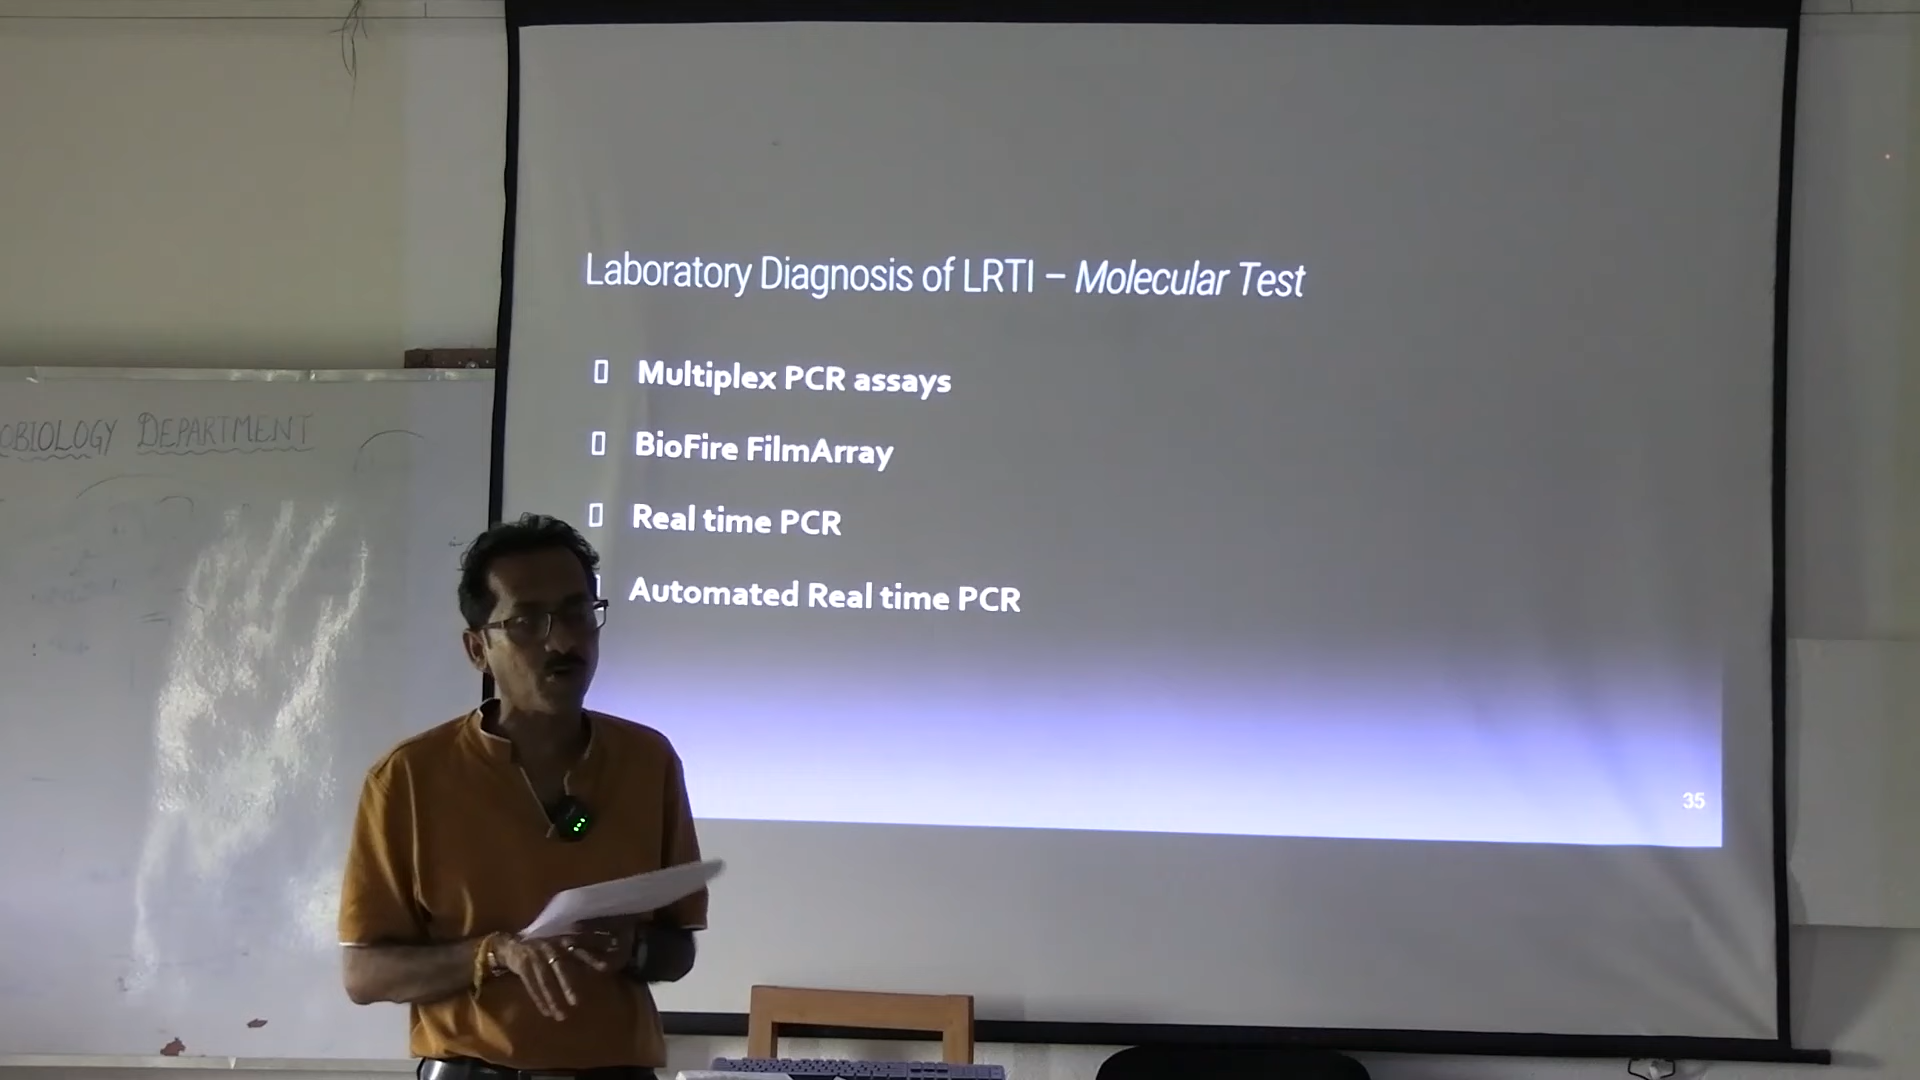 Laboratory Diagnosis of LRTI – Molecular Test
Multiplex PCR assays
BioFire FilmArray
Real time PCR
Automated Real time PCR
35
OBIOLOGY DEPARTMENT